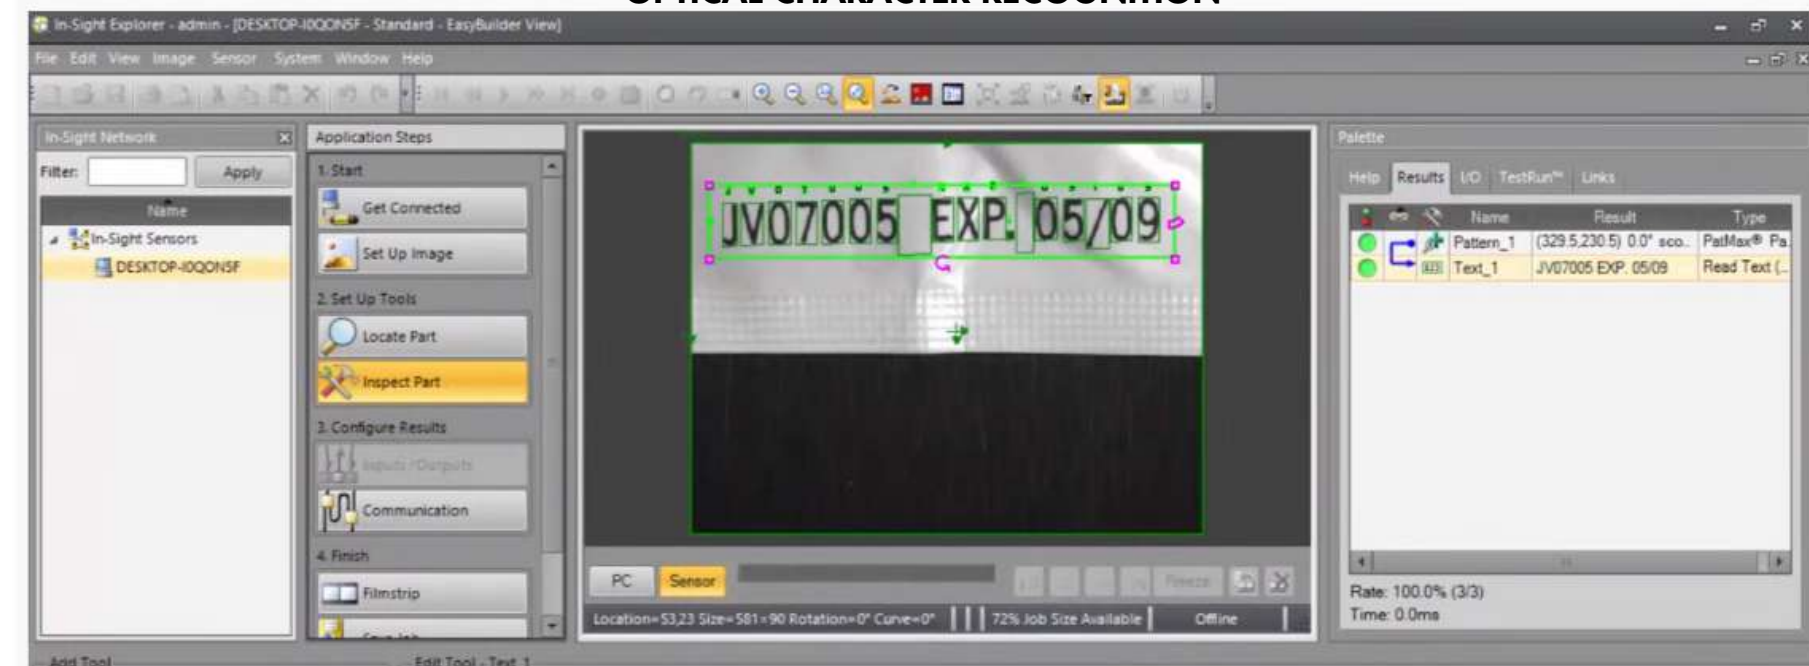 OPTICAL CHARACTER RECOGNITION
In-Sight Explorer - admin - [DESKTOP-I0QON5F - Standard - EasyBuilder View]
File Edit View Image Sensor System Window Help
In-Sight Network
Filter: Apply
Name
In-Sight Sensors
DESKTOP-I0QON5F
Application Steps
1. Start
Get Connected
Set Up Image
2. Set Up Tools
Locate Part
Inspect Part
3. Configure Results
Inputs/Outputs
Communication
4. Finish
Filmstrip
Save Job
JV07005 EXP. 05/09
PC Sensor Freeze
Location=53,23 Size=581×90 Rotation=0° Curve=0° 72% Job Size Available Offline
Palette
Help Results I/O TestRun™ Links
Name Result Type
Pattern_1 (329.5,230.5) 0.0° sco... PatMax® Pa
Text_1 JV07005 EXP. 05/09 Read Text (...
Rate: 100.0% (3/3)
Time: 0.0ms
Add Tool Edit Tool - Text_1